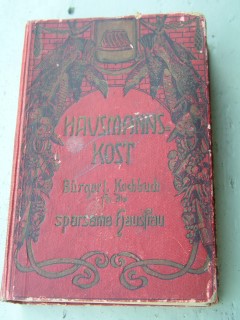 HAUSMANNS-
KOST
Bürgerl. Kochbuch
für die
sparsame Hausfrau